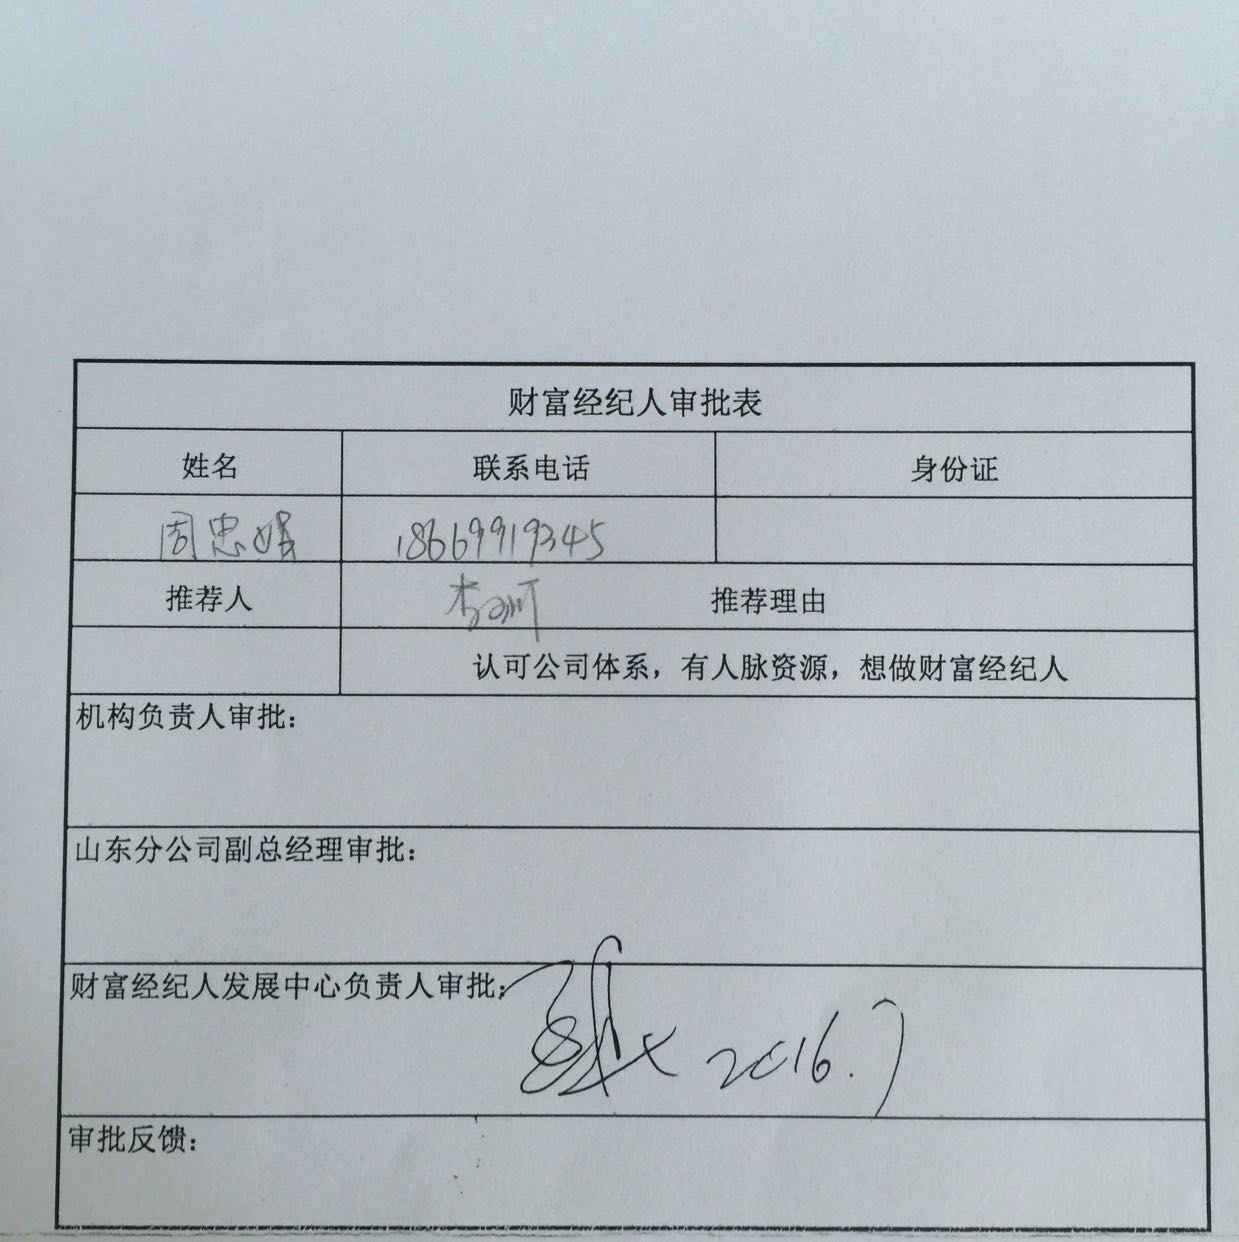 财富经纪人审批表
姓名 联系电话 身份证
周忠娟 18669919345
推荐人 推荐理由
认可公司体系，有人脉资源，想做财富经纪人
机构负责人审批：
山东分公司副总经理审批：
财富经纪人发展中心负责人审批：
2016.7
审批反馈：